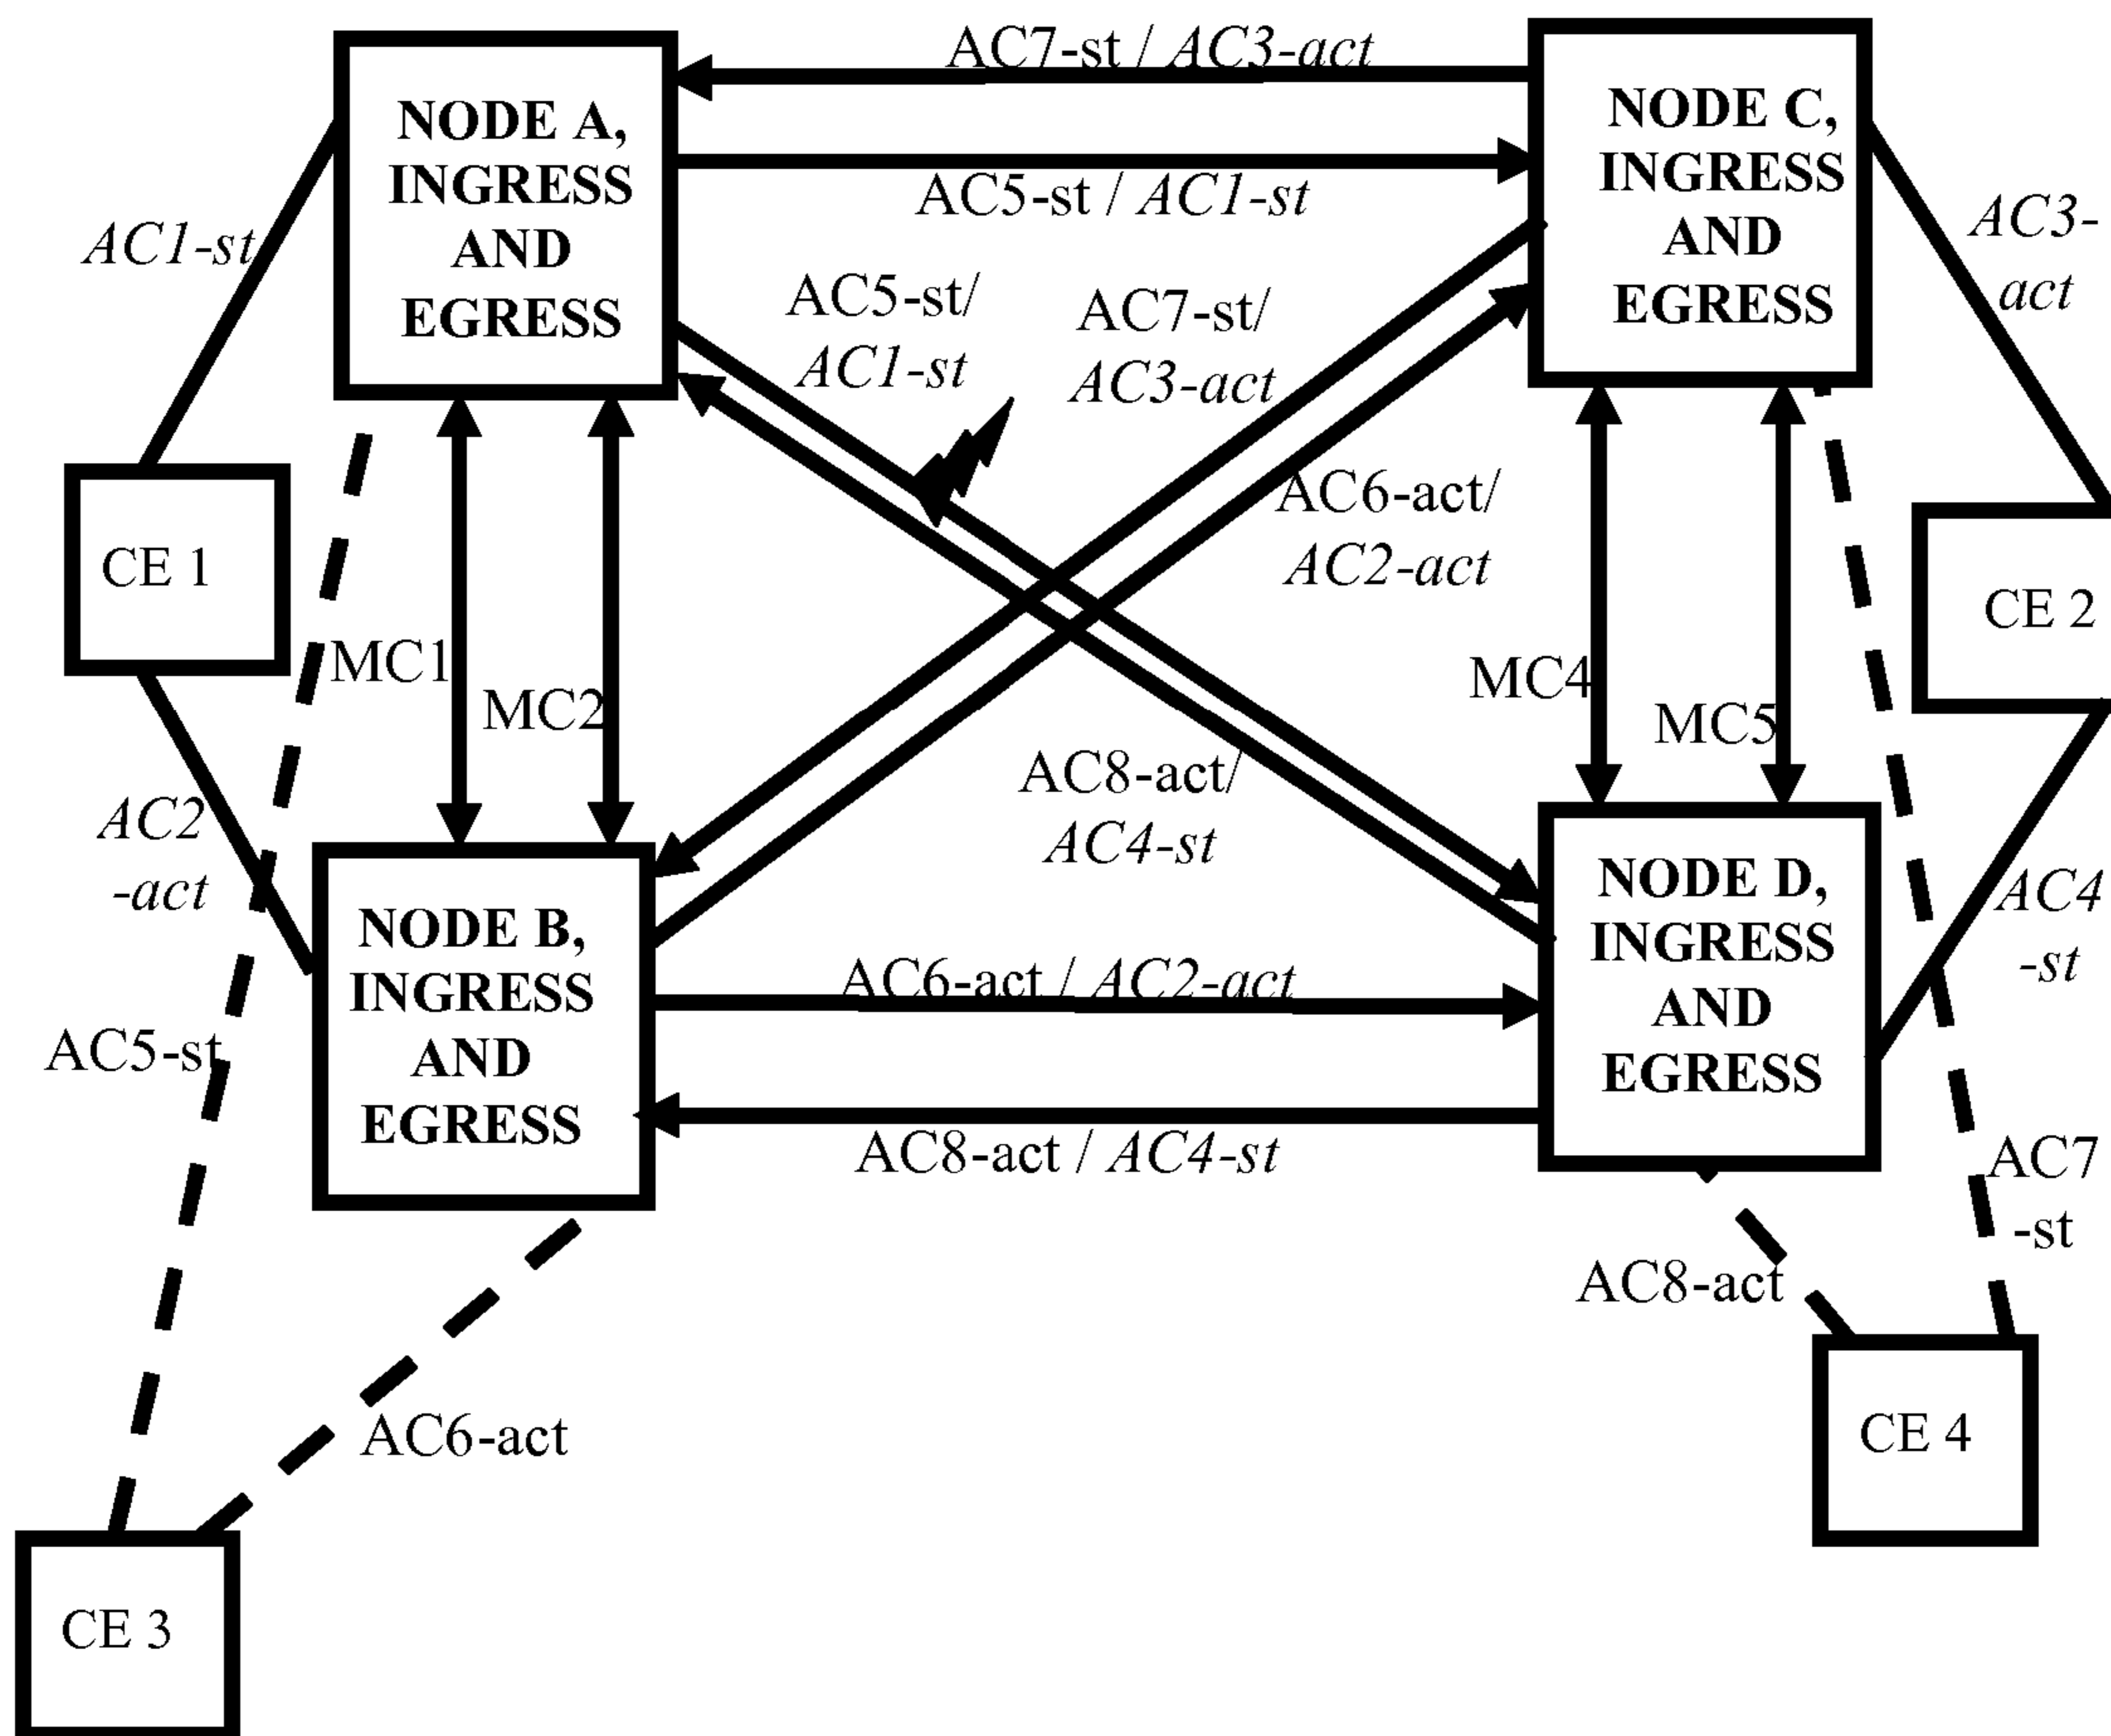 AC7-st / AC3-act
NODE A,
INGRESS
AND
EGRESS
NODE C,
INGRESS
AND
EGRESS
AC5-st / AC1-st
AC1-st
AC3-
act
AC5-st/
AC1-st
AC7-st/
AC3-act
AC6-act/
AC2-act
CE 1
CE 2
MC1
MC2
MC4
MC5
AC8-act/
AC4-st
AC2
-act
AC4
-st
NODE B,
INGRESS
AND
EGRESS
NODE D,
INGRESS
AND
EGRESS
AC6-act / AC2-act
AC5-st
AC8-act / AC4-st
AC7
-st
AC8-act
AC6-act
CE 4
CE 3